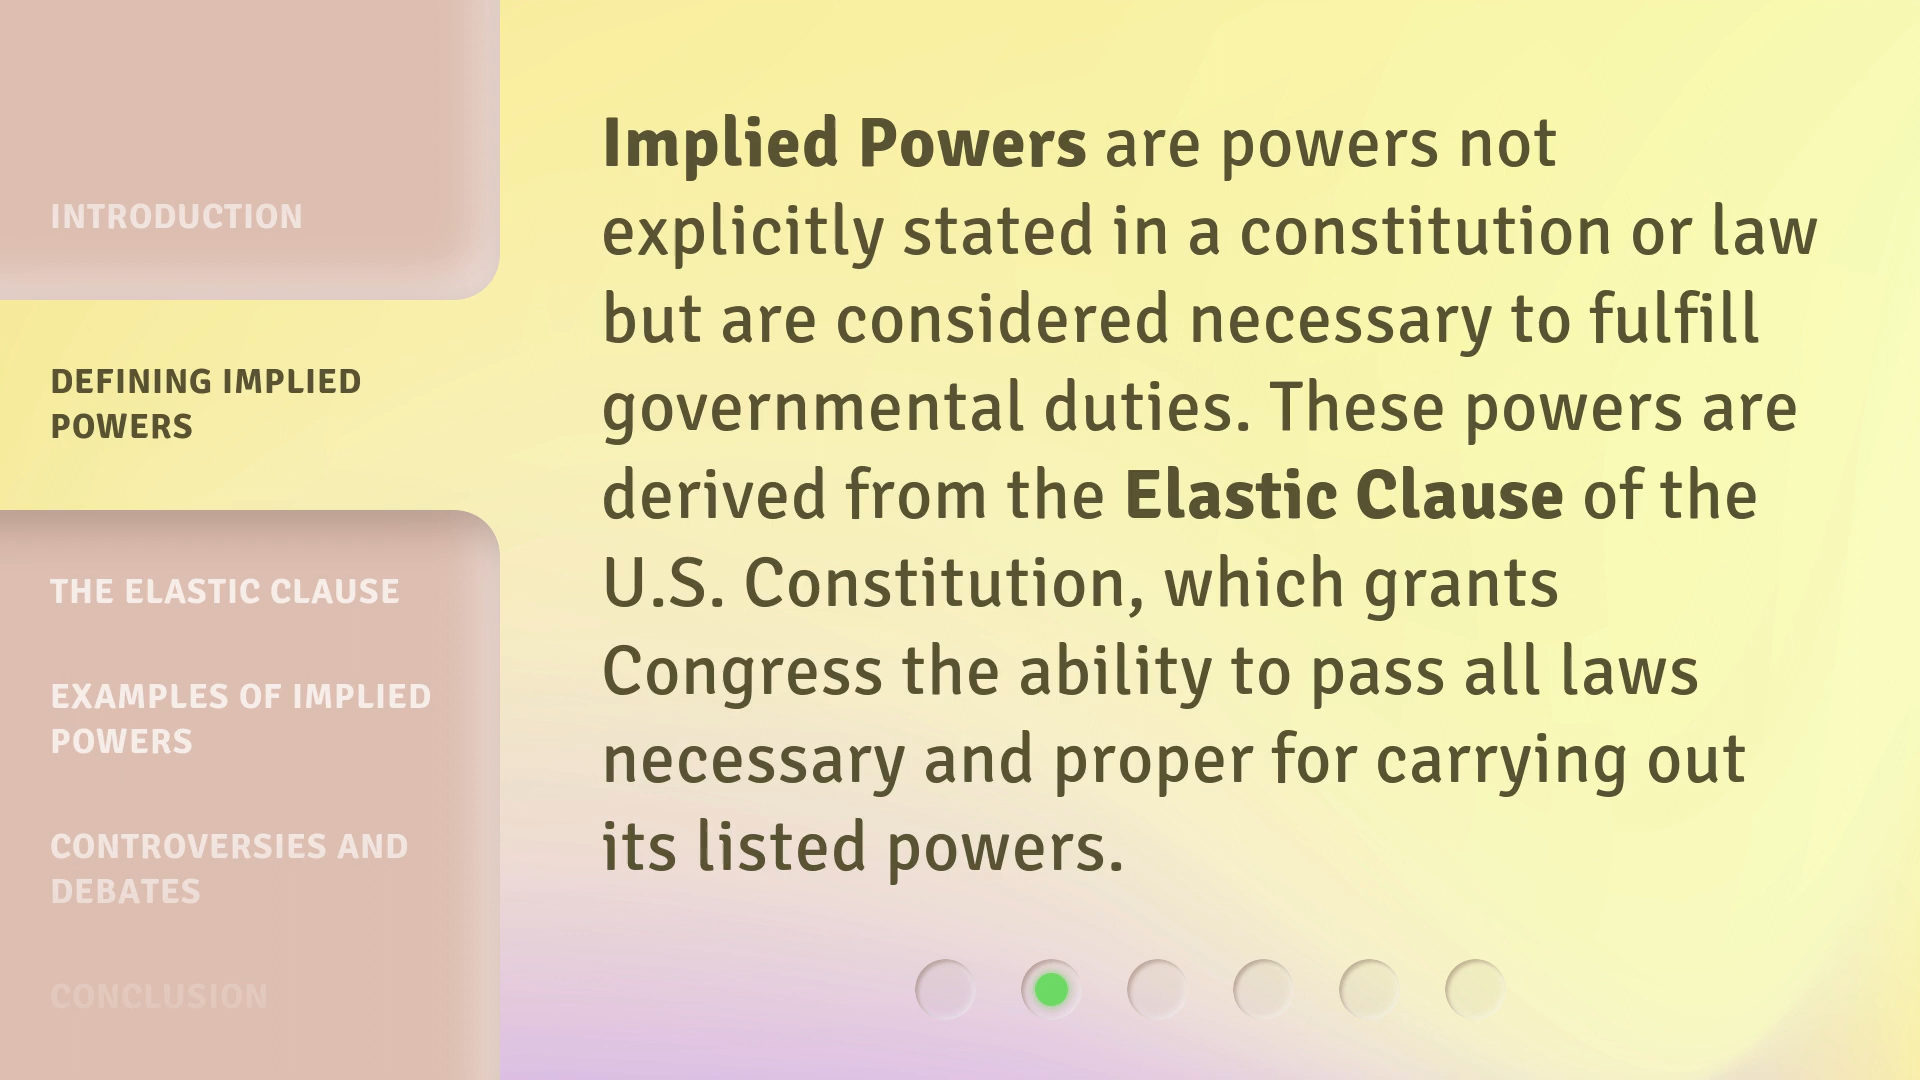 INTRODUCTION
DEFINING IMPLIED
POWERS
THE ELASTIC CLAUSE
EXAMPLES OF IMPLIED
POWERS
CONTROVERSIES AND
DEBATES
CONCLUSION
Implied Powers are powers not
explicitly stated in a constitution or law
but are considered necessary to fulfill
governmental duties. These powers are
derived from the Elastic Clause of the
U.S. Constitution, which grants
Congress the ability to pass all laws
necessary and proper for carrying out
its listed powers.